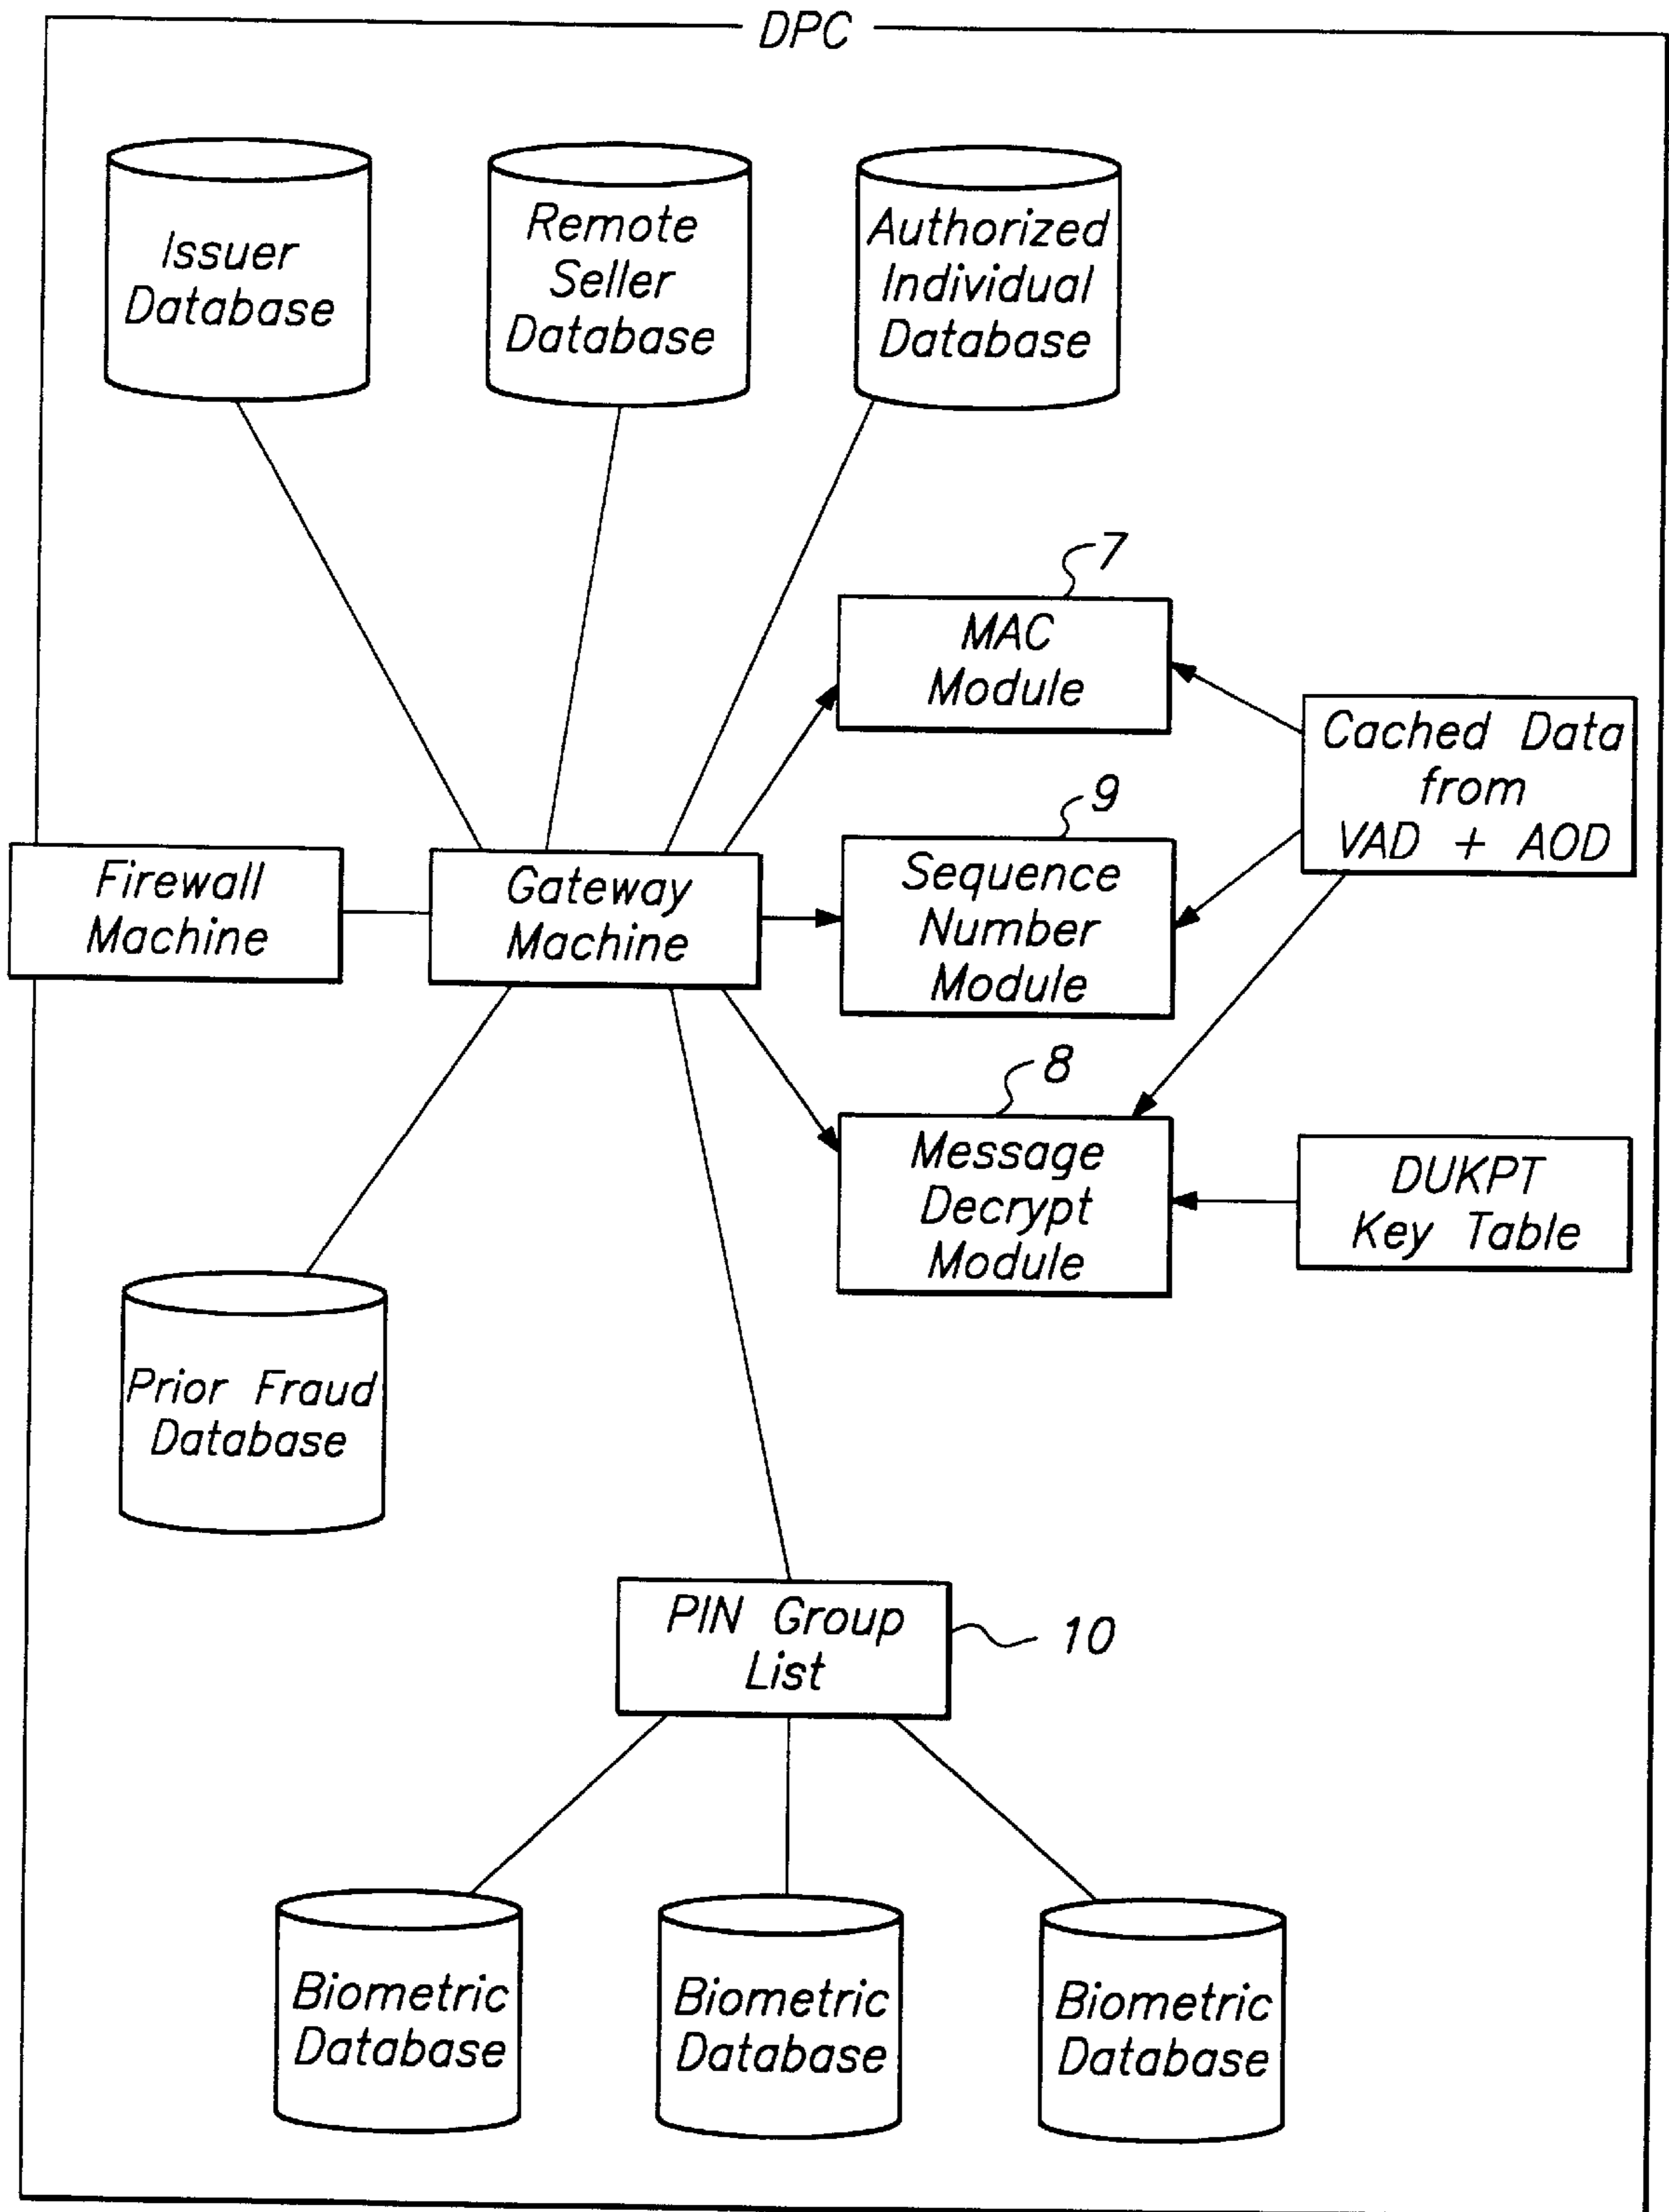 DPC
Issuer
Database
Remote
Seller
Database
Authorized
Individual
Database
7
MAC
Module
Cached Data
from
VAD + AOD
9
Sequence
Number
Module
Firewall
Machine
Gateway
Machine
8
Message
Decrypt
Module
DUKPT
Key Table
Prior Fraud
Database
PIN Group
List
10
Biometric
Database
Biometric
Database
Biometric
Database